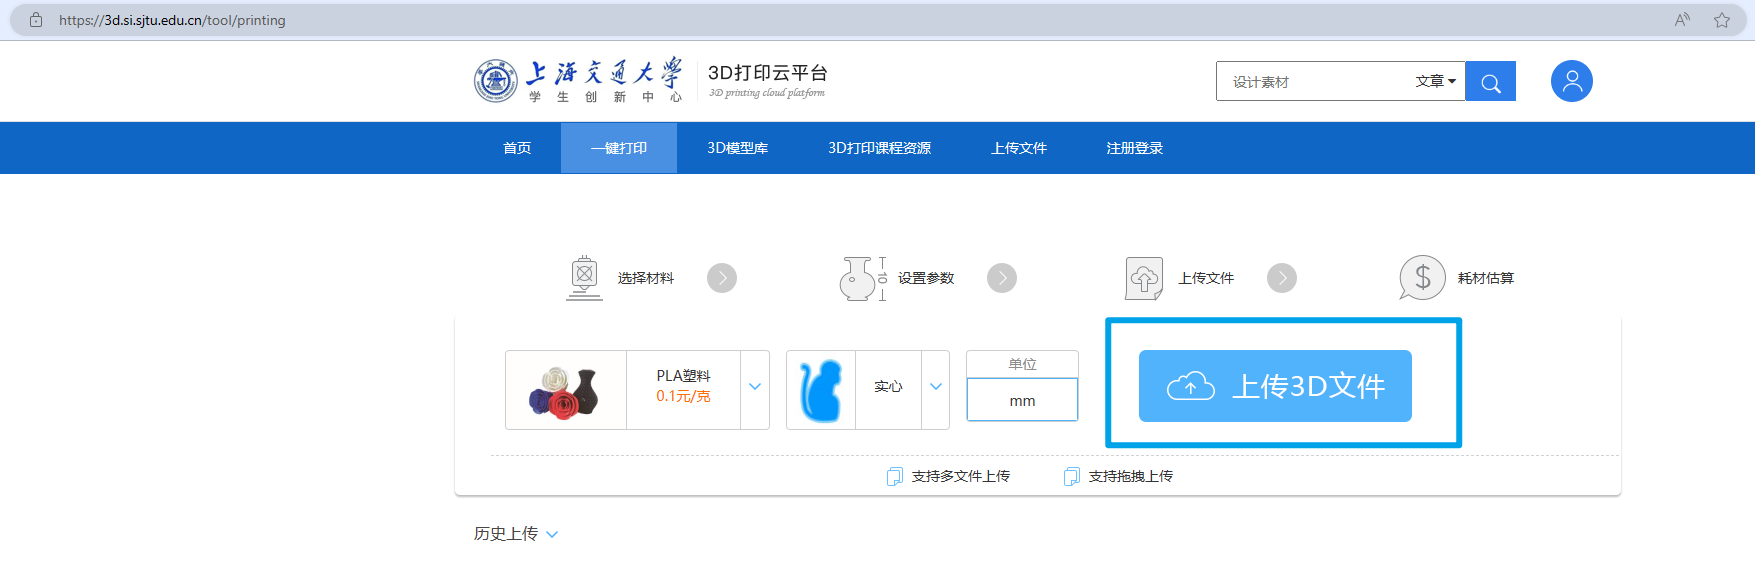 https://3d.si.sjtu.edu.cn/tool/printing
上海交通大学
学生创新中心
3D打印云平台
3D printing cloud platform
设计素材
文章
首页
一键打印
3D模型库
3D打印课程资源
上传文件
注册登录
选择材料
10
设置参数
上传文件
$
耗材估算
PLA塑料
0.1元/克
实心
单位
mm
上传3D文件
支持多文件上传
支持拖拽上传
历史上传